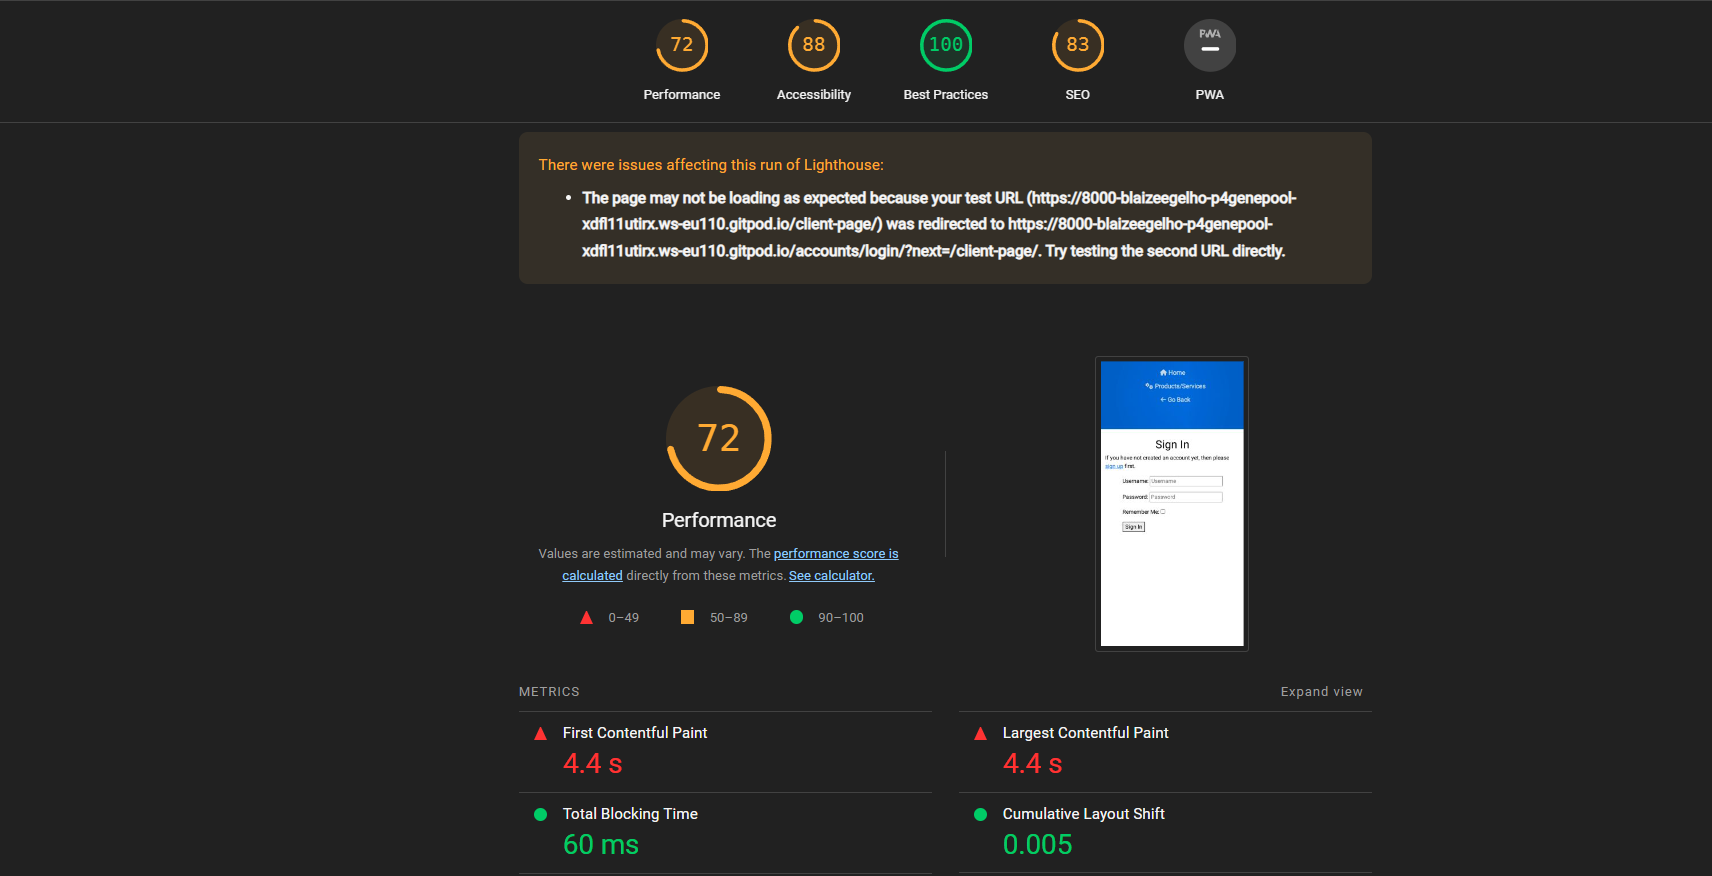 72
88
100
83
PWA
Performance
Accessibility
Best Practices
SEO
PWA
There were issues affecting this run of Lighthouse:
• The page may not be loading as expected because your test URL (https://8000-blaizeegelho-p4genepool-
xdfl11utirx.ws-eu110.gitpod.io/client-page/) was redirected to https://8000-blaizeegelho-p4genepool-
xdfl11utirx.ws-eu110.gitpod.io/accounts/login/?next=/client-page/. Try testing the second URL directly.
72
Performance
Values are estimated and may vary. The performance score is
calculated directly from these metrics. See calculator.
0–49
50–89
90–100
Home
Products/Services
Go Back
Sign In
If you have not created an account yet, then please
sign up first.
Username: Username
Password: Password
Remember Me:
Sign In
METRICS
Expand view
First Contentful Paint
4.4 s
Largest Contentful Paint
4.4 s
Total Blocking Time
60 ms
Cumulative Layout Shift
0.005